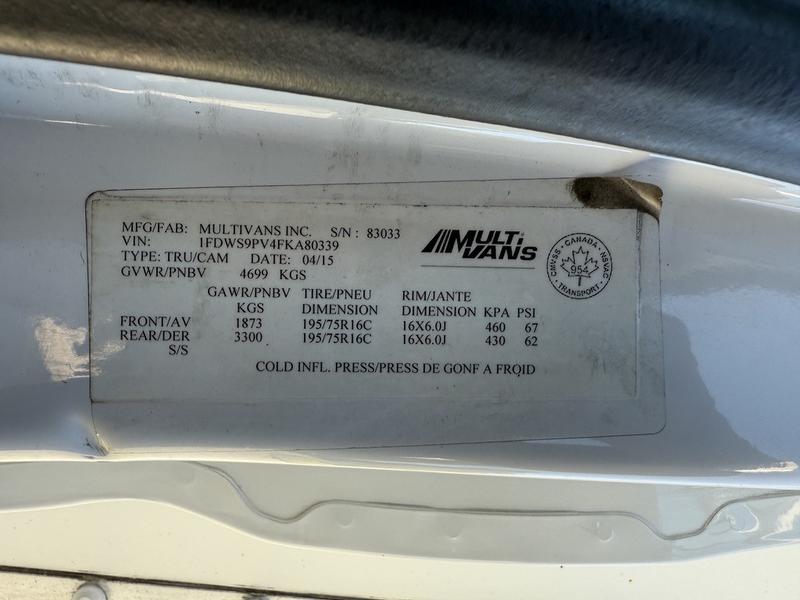 MFG/FAB: MULTIVANS INC. S/N : 83033
VIN: 1FDWS9PV4FKA80339
TYPE: TRU/CAM DATE: 04/15
GVWR/PNBV 4699 KGS
MULTI
VANS
CMVSS · CANADA · NSVAC
954
· TRANSPORT ·
GAWR/PNBV TIRE/PNEU RIM/JANTE
KGS DIMENSION DIMENSION KPA PSI
FRONT/AV 1873 195/75R16C 16X6.0J 460 67
REAR/DER 3300 195/75R16C 16X6.0J 430 62
S/S
COLD INFL. PRESS/PRESS DE GONF A FROID